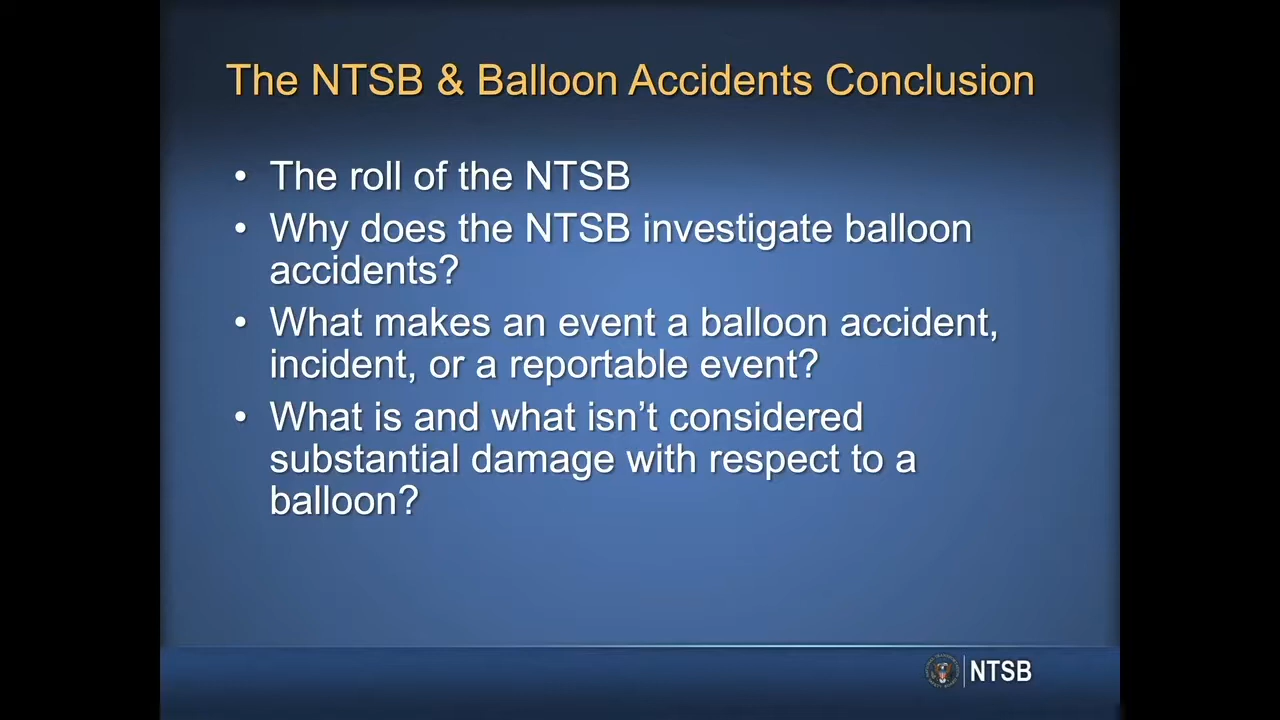 The NTSB & Balloon Accidents Conclusion
• The roll of the NTSB
• Why does the NTSB investigate balloon
accidents?
• What makes an event a balloon accident,
incident, or a reportable event?
• What is and what isn’t considered
substantial damage with respect to a
balloon?
NTSB